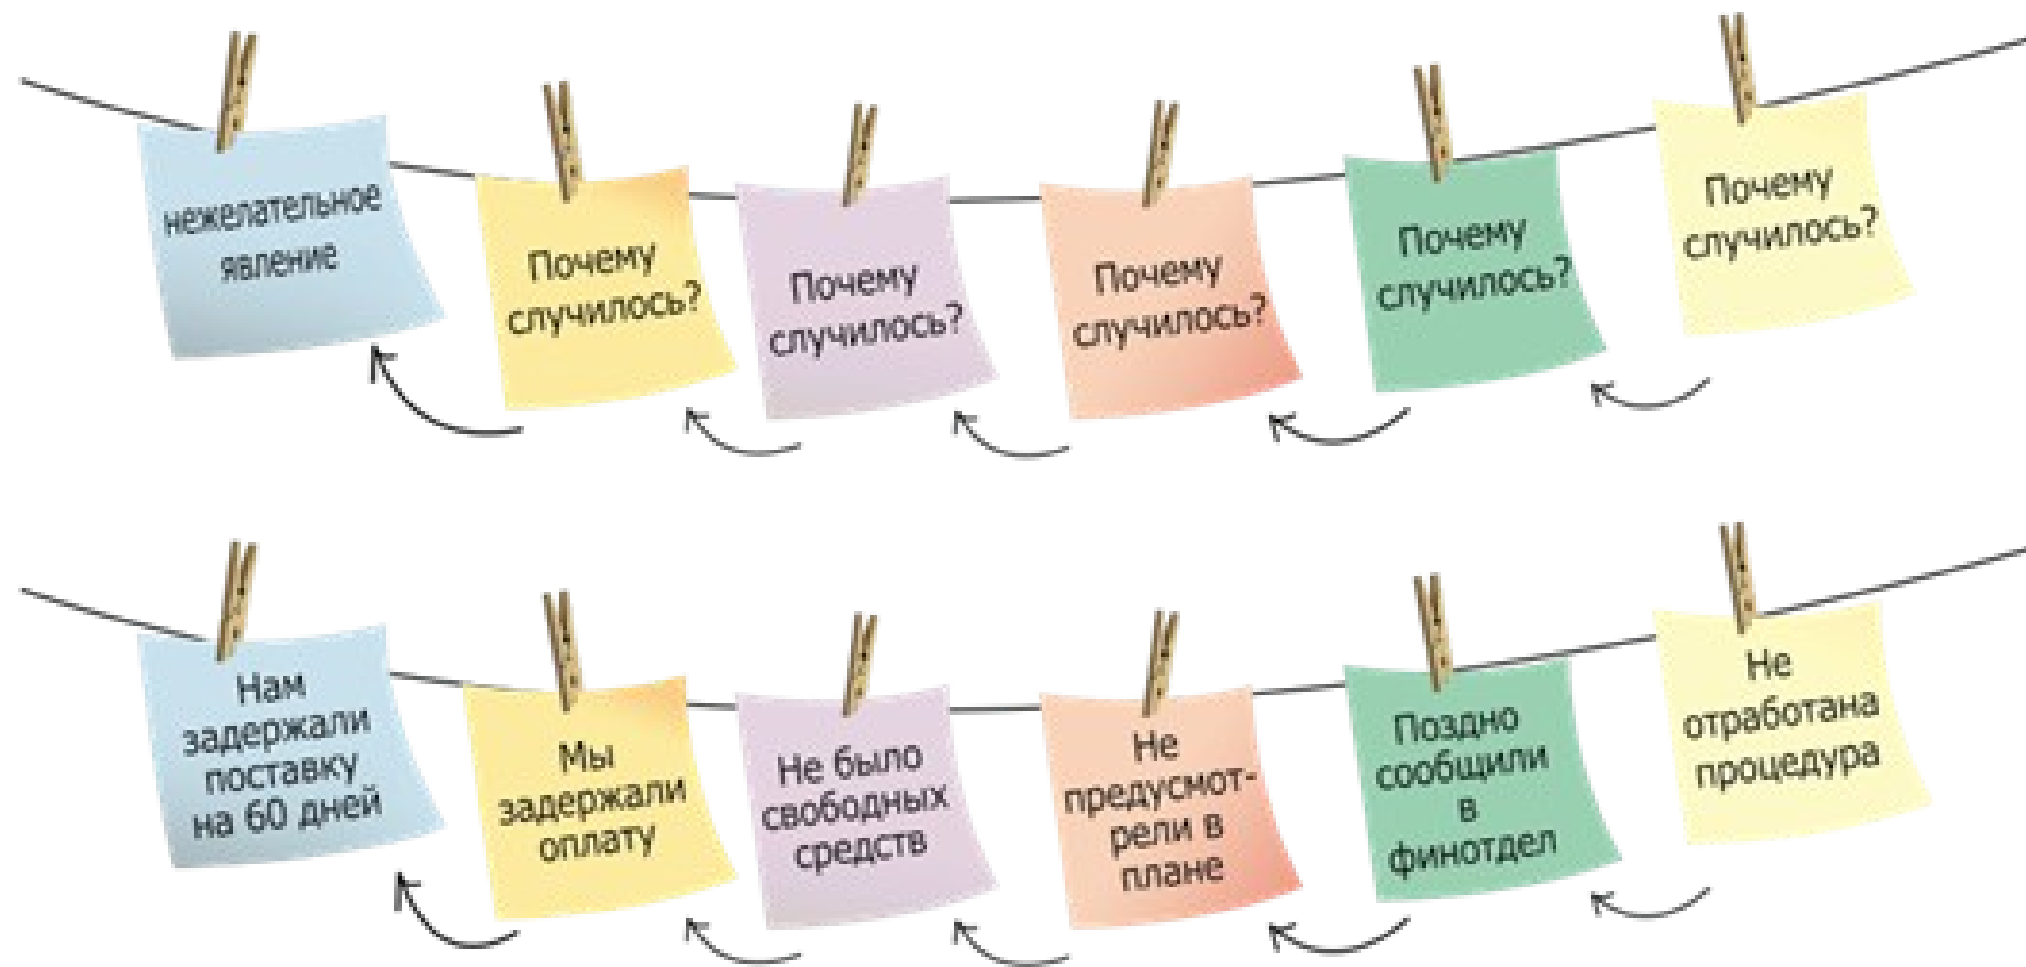 нежелательное
явление
Почему
случилось?
Почему
случилось?
Почему
случилось?
Почему
случилось?
Почему
случилось?
Нам
задержали
поставку
на 60 дней
Мы
задержали
оплату
Не было
свободных
средств
Не
предусмот-
рели в
плане
Поздно
сообщили
в
финотдел
Не
отработана
процедура